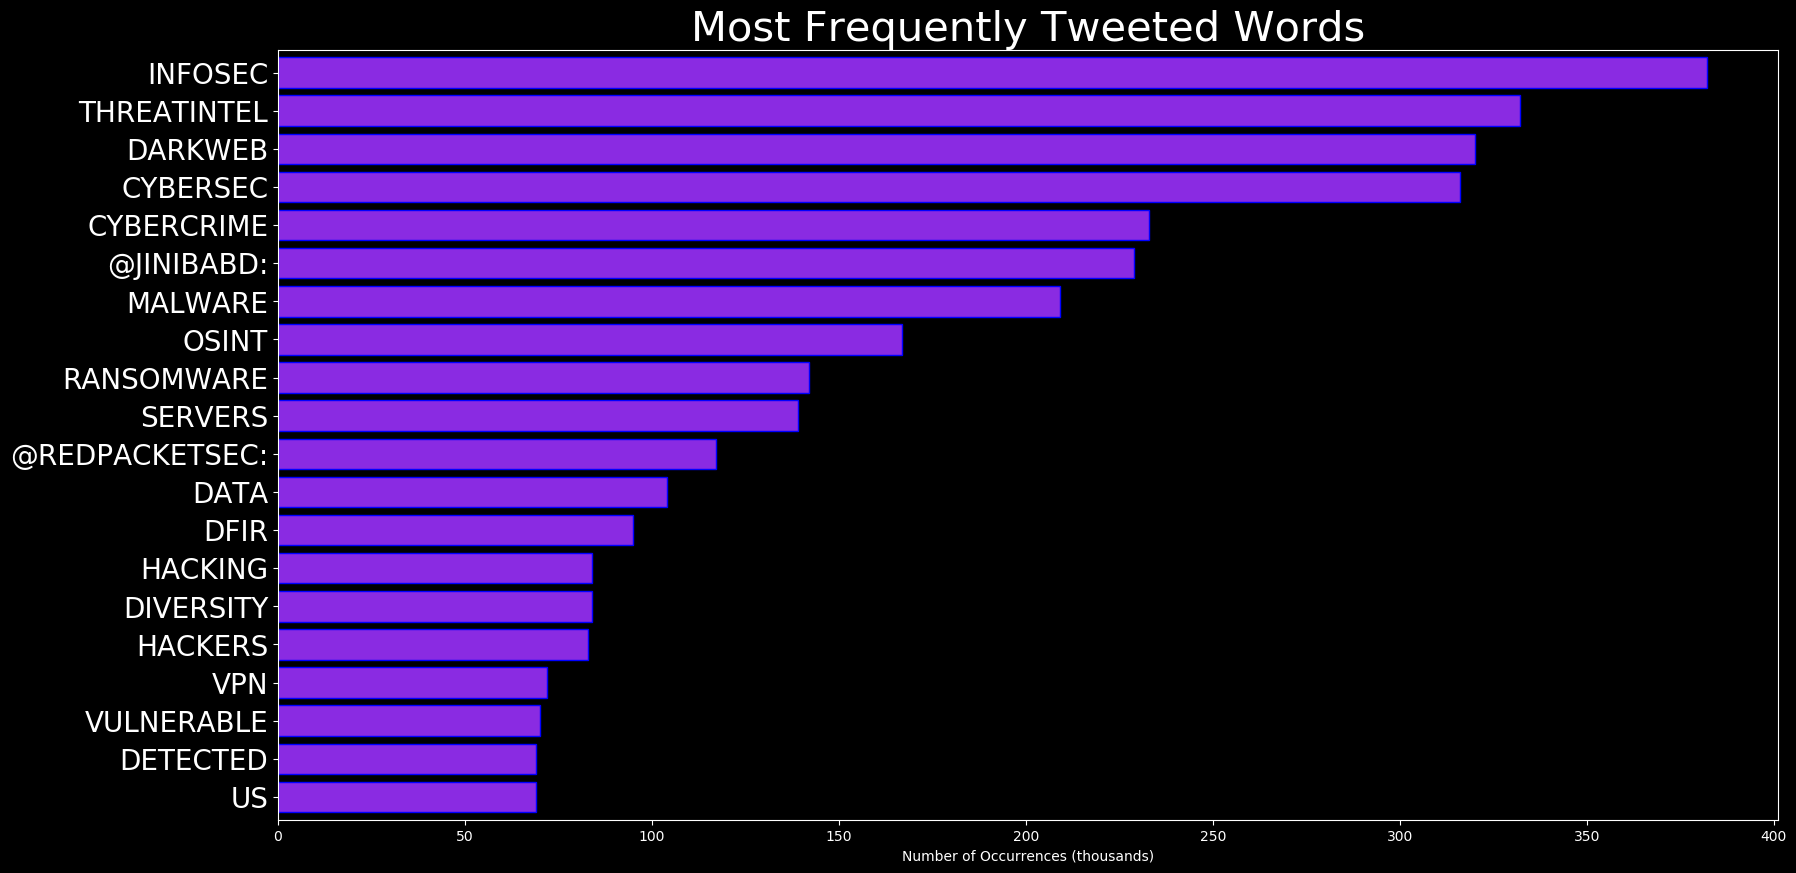 Most Frequently Tweeted Words
INFOSEC
THREATINTEL
DARKWEB
CYBERSEC
CYBERCRIME
@JINIBABD:
MALWARE
OSINT
RANSOMWARE
SERVERS
@REDPACKETSEC:
DATA
DFIR
HACKING
DIVERSITY
HACKERS
VPN
VULNERABLE
DETECTED
US
0 50 100 150 200 250 300 350 400
Number of Occurrences (thousands)